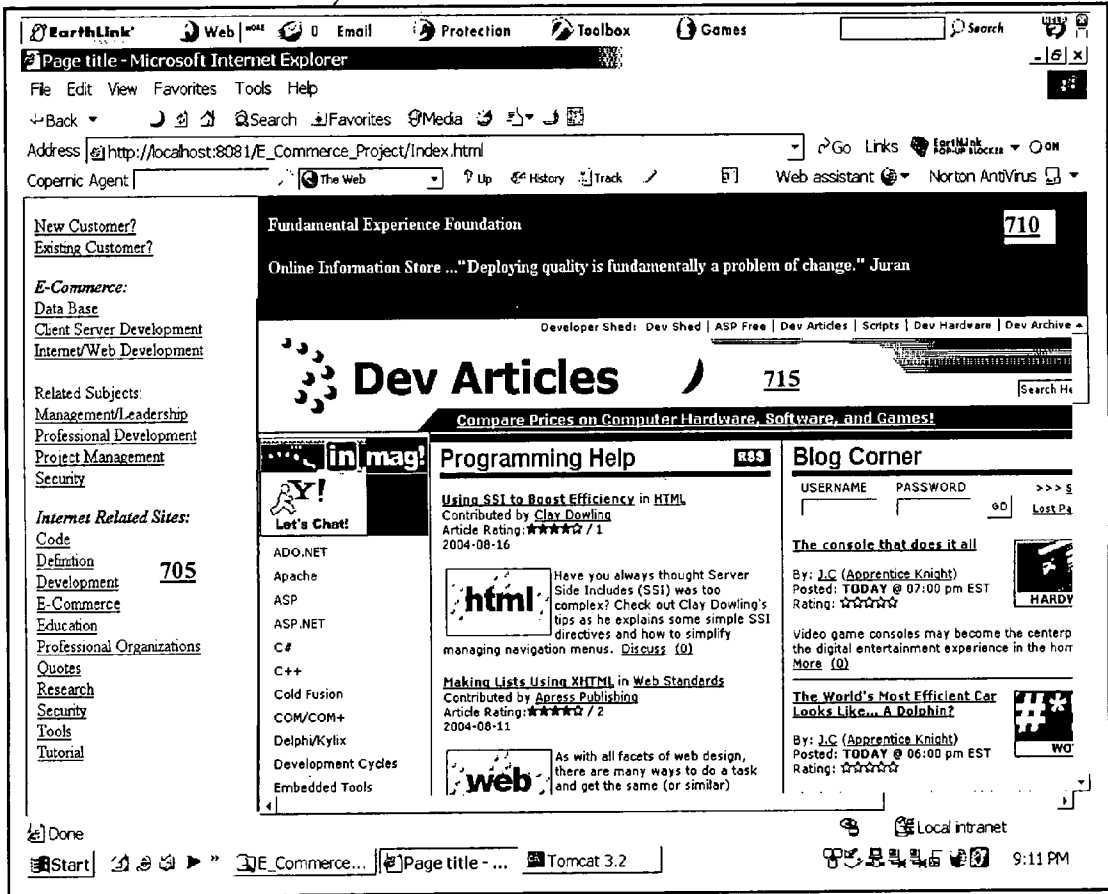 EarthLink Web MORE 0 Email Protection Toolbox Games Search HELP
Page title - Microsoft Internet Explorer
File Edit View Favorites Tools Help
Back Search Favorites Media
Address http://localhost:8081/E_Commerce_Project/Index.html Go Links EarthLink POP-UP BLOCKER ON
Copernic Agent The Web Up History Track Web assistant Norton AntiVirus
New Customer?
Existing Customer?
E-Commerce:
Data Base
Client Server Development
Internet/Web Development
Related Subjects:
Management/Leadership
Professional Development
Project Management
Security
Internet Related Sites:
Code
Definition
Development
705
E-Commerce
Education
Professional Organizations
Quotes
Research
Security
Tools
Tutorial
Fundamental Experience Foundation
710
Online Information Store ..."Deploying quality is fundamentally a problem of change." Juran
Developer Shed: Dev Shed | ASP Free | Dev Articles | Scripts | Dev Hardware | Dev Archive
Dev Articles
715
Search He
Compare Prices on Computer Hardware, Software, and Games!
in mag!
Y!
Let's Chat!
ADO.NET
Apache
ASP
ASP.NET
C#
C++
Cold Fusion
COM/COM+
Delphi/Kylix
Development Cycles
Embedded Tools
Programming Help RSS
Using SSI to Boost Efficiency in HTML
Contributed by Clay Dowling
Article Rating: ★★★★☆ / 1
2004-08-16
html
Have you always thought Server
Side Includes (SSI) was too
complex? Check out Clay Dowling's
tips as he explains some simple SSI
directives and how to simplify
managing navigation menus. Discuss (0)
Making Lists Using XHTML in Web Standards
Contributed by Apress Publishing
Article Rating: ★★★★☆ / 2
2004-08-11
web
As with all facets of web design,
there are many ways to do a task
and get the same (or similar)
Blog Corner
USERNAME PASSWORD >>> S
GO Lost Pa
The console that does it all
By: J.C (Apprentice Knight)
Posted: TODAY @ 07:00 pm EST
Rating: ☆☆☆☆☆
HARDW
Video game consoles may become the centerp
the digital entertainment experience in the hom
More (0)
The World's Most Efficient Car
Looks Like... A Dolphin?
By: J.C (Apprentice Knight)
Posted: TODAY @ 06:00 pm EST
Rating: ☆☆☆☆☆
#*
WO
Done Local intranet
Start E_Commerce... Page title - ... Tomcat 3.2 9:11 PM